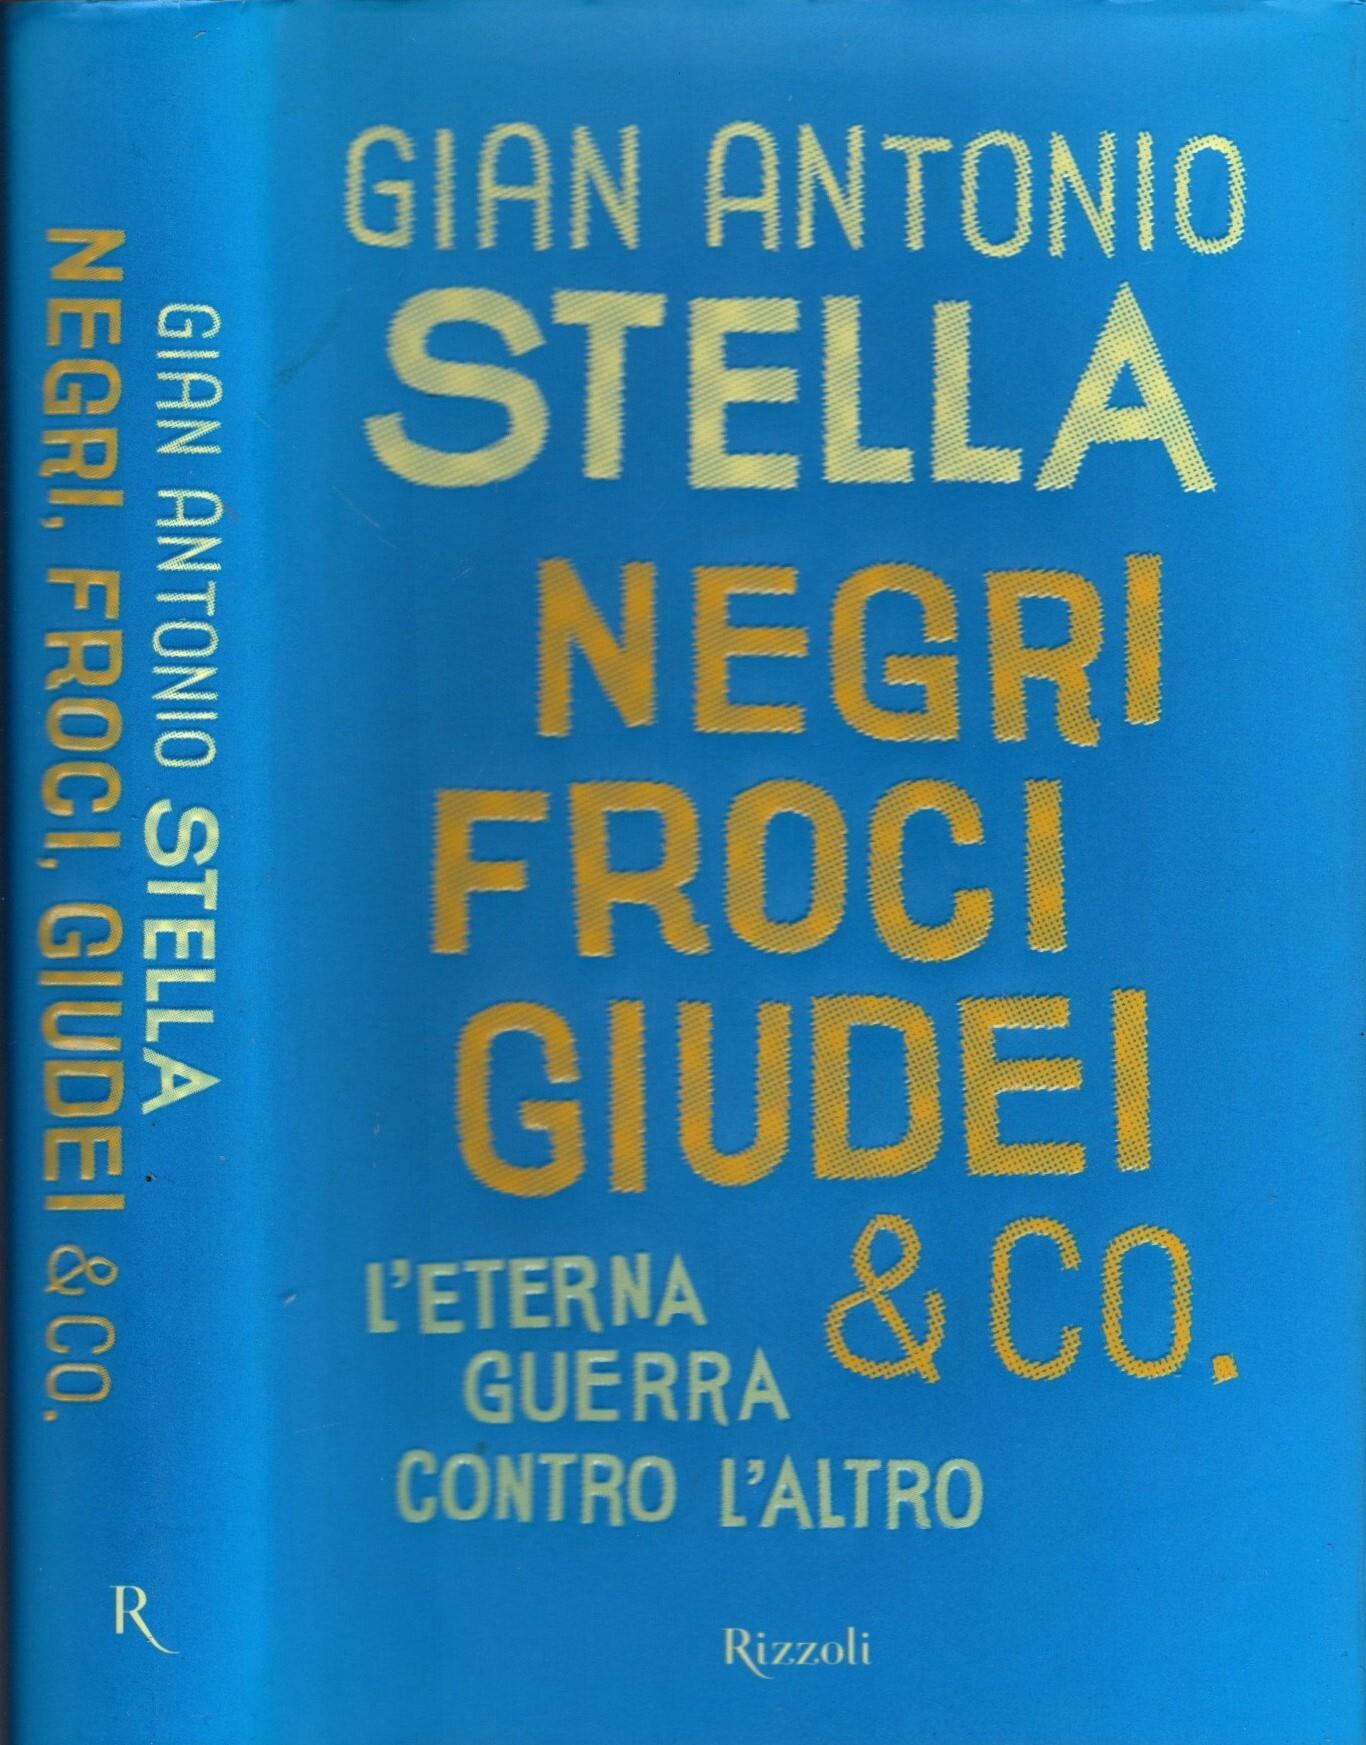 NEGRI, FROCI, GIUDEI & CO.
GIAN ANTONIO STELLA
R
GIAN ANTONIO
STELLA
NEGRI
FROCI
GIUDEI
& CO.
L'ETERNA
GUERRA
CONTRO L'ALTRO
Rizzoli